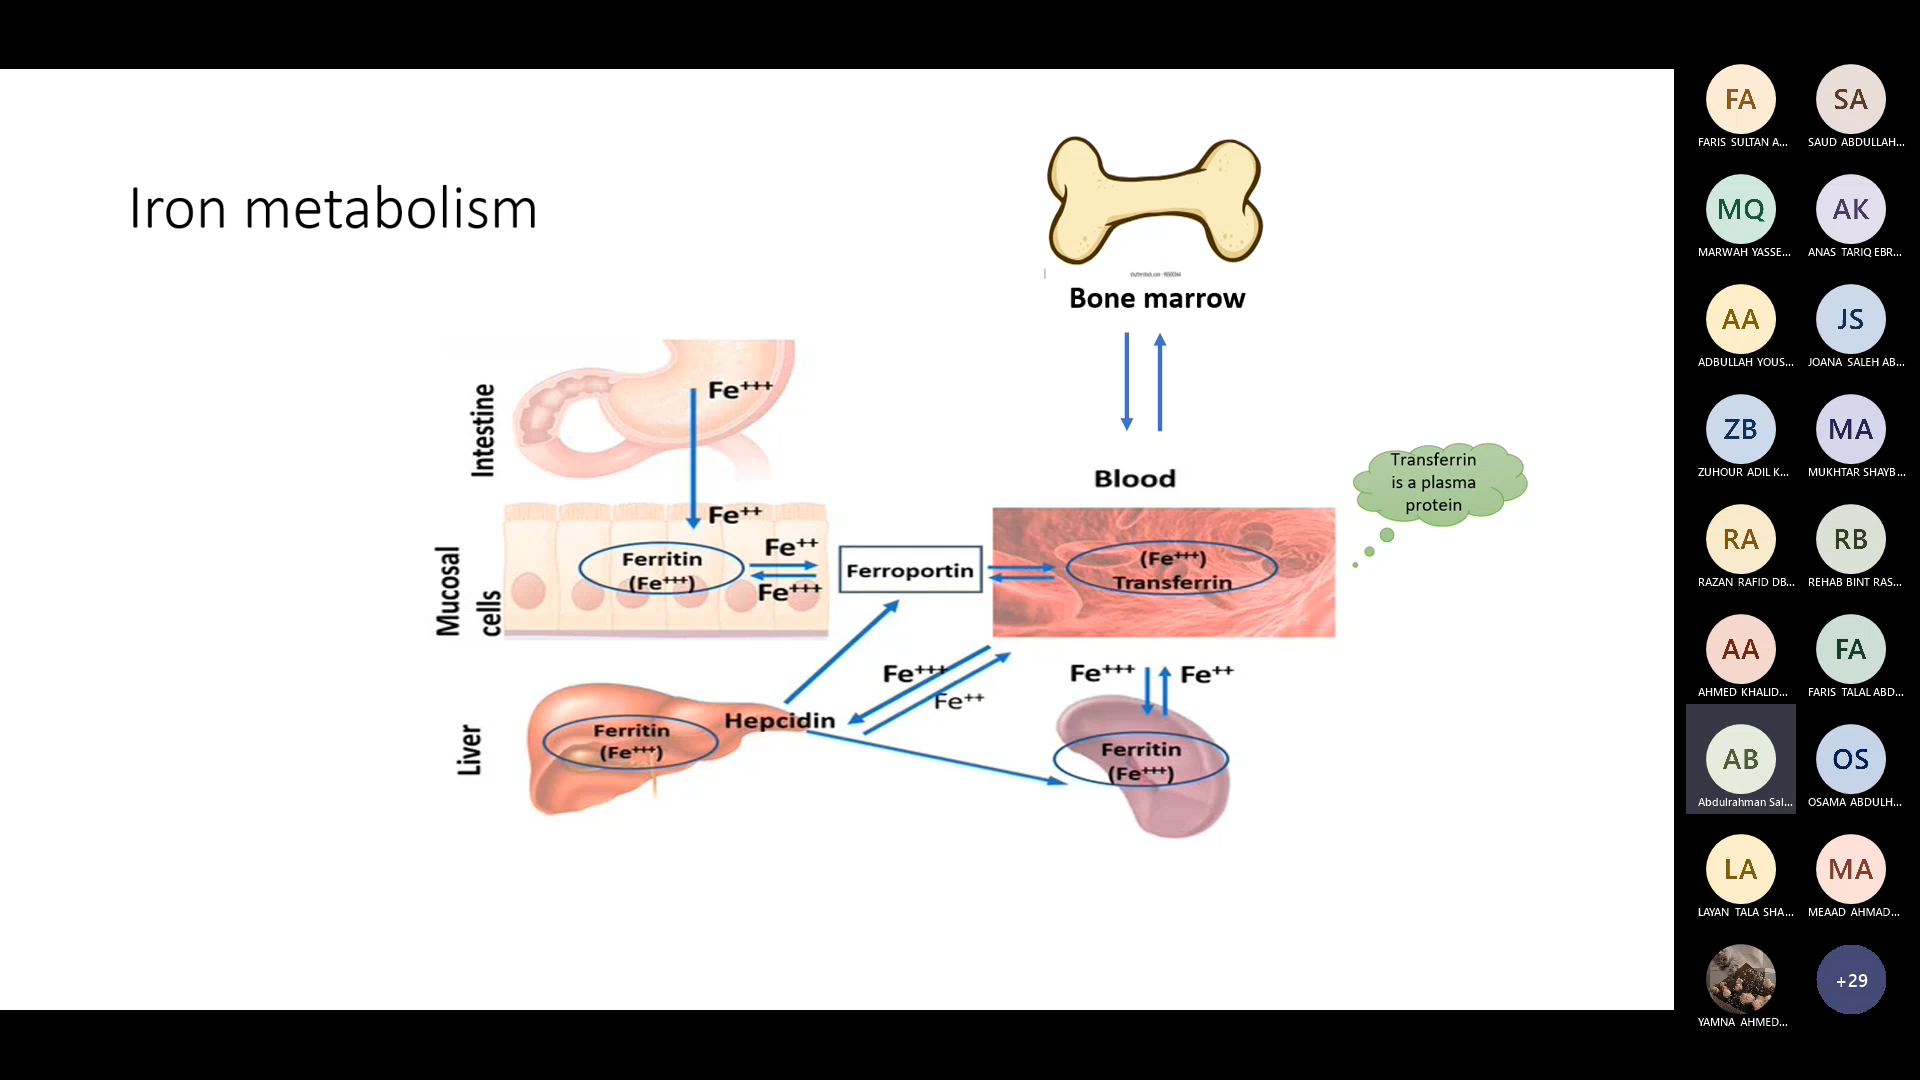 Iron metabolism
shutterstock.com · 98500364
Bone marrow
Intestine
Fe⁺⁺⁺
Fe⁺⁺
Blood
Transferrin
is a plasma
protein
Mucosal
cells
Ferritin
(Fe⁺⁺⁺)
Fe⁺⁺
Fe⁺⁺⁺
Ferroportin
(Fe⁺⁺⁺)
Transferrin
Liver
Ferritin
(Fe⁺⁺⁺)
Hepcidin
Fe⁺⁺⁺
Fe⁺⁺
Fe⁺⁺⁺
Fe⁺⁺
Ferritin
(Fe⁺⁺⁺)
FA
FARIS SULTAN A...
SA
SAUD ABDULLAH...
MQ
MARWAH YASSE...
AK
ANAS TARIQ EBR...
AA
ADBULLAH YOUS...
JS
JOANA SALEH AB...
ZB
ZUHOUR ADIL K...
MA
MUKHTAR SHAYB...
RA
RAZAN RAFID DB...
RB
REHAB BINT RAS...
AA
AHMED KHALID...
FA
FARIS TALAL ABD...
AB
Abdulrahman Sal...
OS
OSAMA ABDULH...
LA
LAYAN TALA SHA...
MA
MEAAD AHMAD...
YAMNA AHMED...
+29